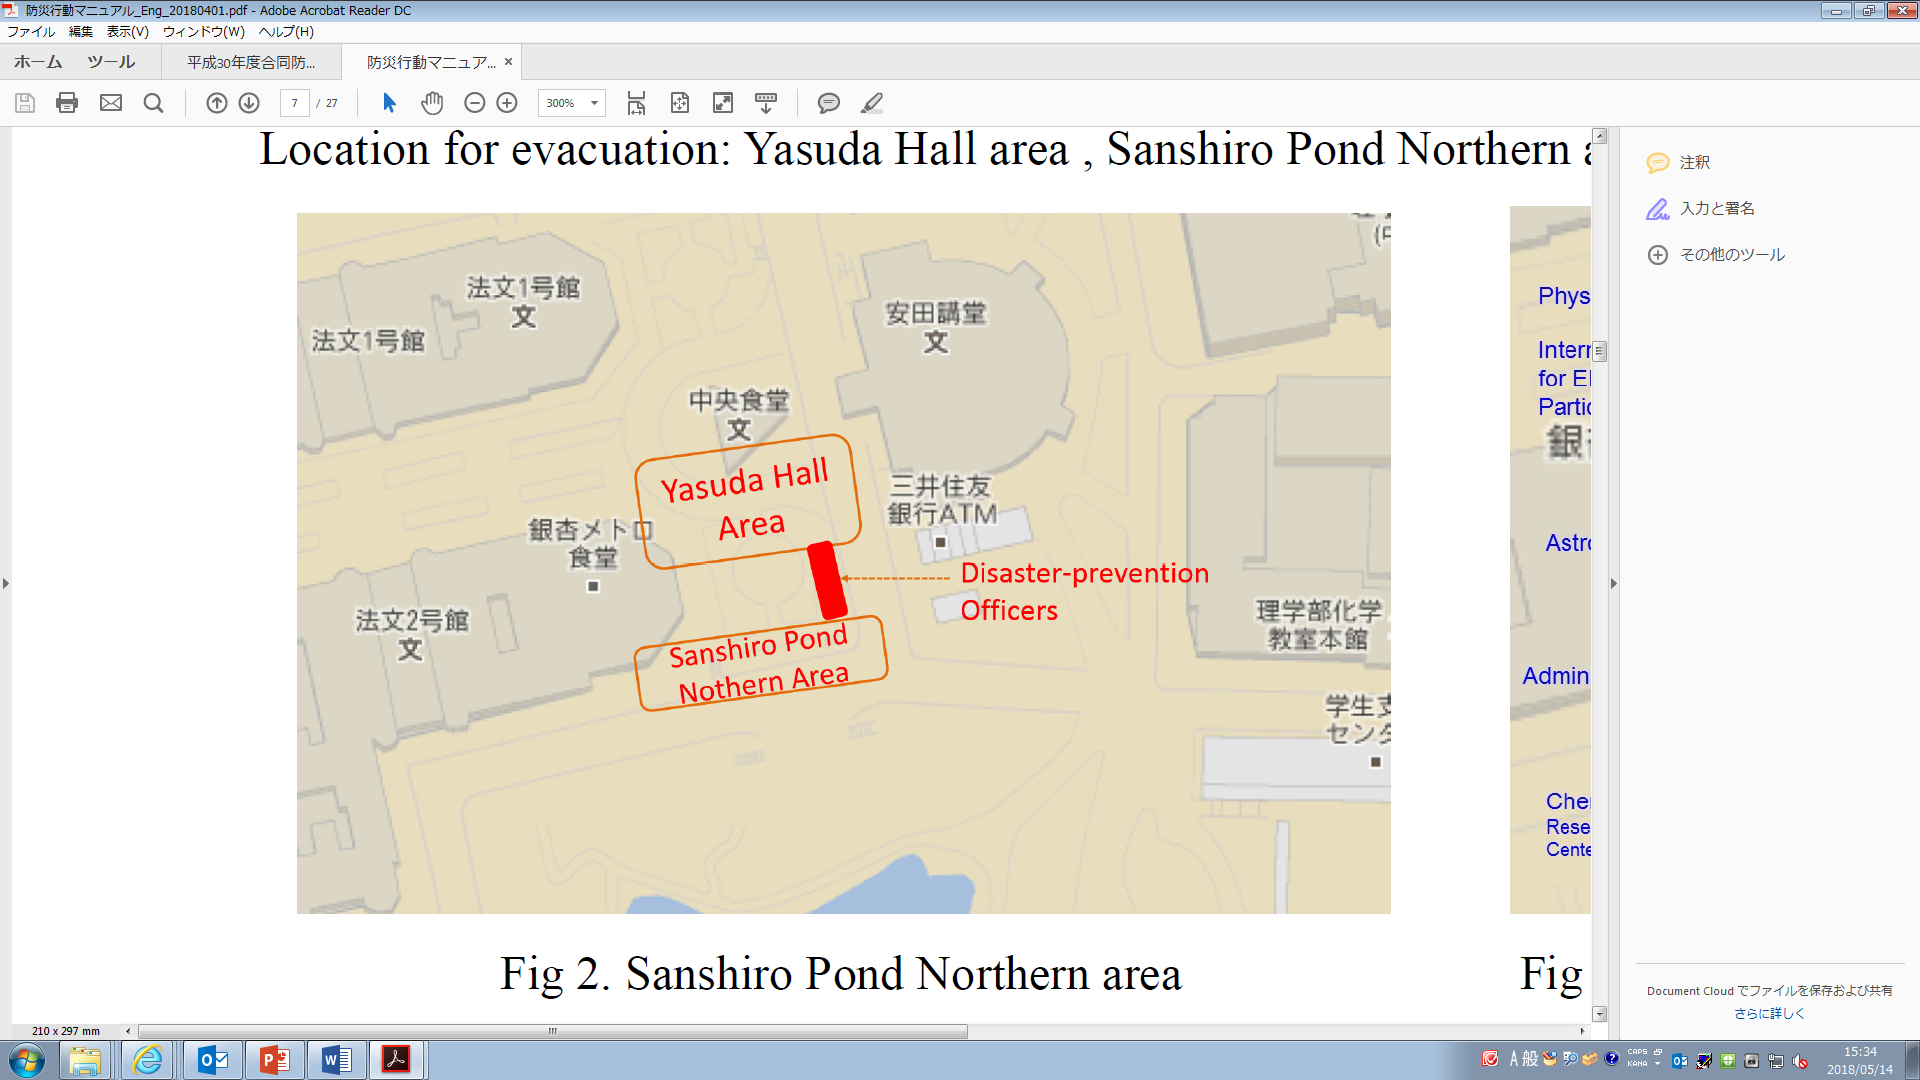 防災行動マニュアル_Eng_20180401.pdf - Adobe Acrobat Reader DC
ファイル 編集 表示(V) ウィンドウ(W) ヘルプ(H)
ホーム ツール 平成30年度合同防... 防災行動マニュア... ×
7 / 27 300%
Location for evacuation: Yasuda Hall area , Sanshiro Pond Northern
法文1号館
文
法文1号館
安田講堂
文
中央食堂
文
Yasuda Hall
Area
三井住友
銀行ATM
銀杏メトロ
食堂
Disaster-prevention
Officers
法文2号館
文
理学部化学
教室本館
Sanshiro Pond
Nothern Area
学生支
センタ
Fig 2. Sanshiro Pond Northern area
Phys
Interr
for El
Partic
銀
Astro
Admin
Cher
Rese
Cente
Fig
注釈
入力と署名
その他のツール
Document Cloud でファイルを保存および共有
さらに詳しく
210 x 297 mm
A 般
CAPS
KANA
15:34
2018/05/14